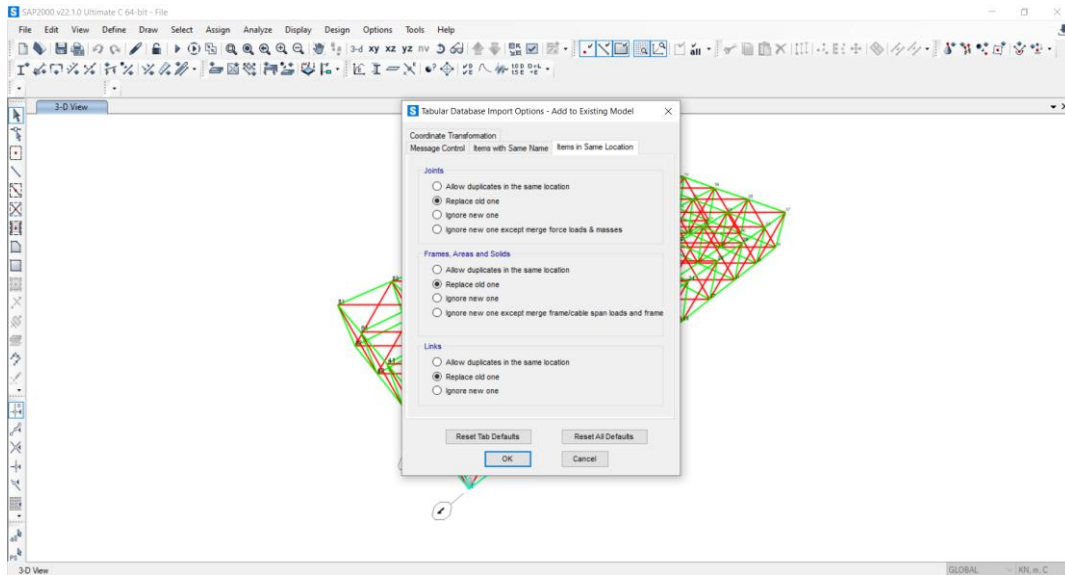 SAP2000 v22.1.0 Ultimate C 64-bit - File
File Edit View Define Draw Select Assign Analyze Display Design Options Tools Help
3-d xy xz yz nv
all
3-D View
Tabular Database Import Options - Add to Existing Model
Coordinate Transformation
Message Control Items with Same Name Items in Same Location
Joints
Allow duplicates in the same location
Replace old one
Ignore new one
Ignore new one except merge force loads & masses
Frames, Areas and Solids
Allow duplicates in the same location
Replace old one
Ignore new one
Ignore new one except merge frame/cable span loads and frame
Links
Allow duplicates in the same location
Replace old one
Ignore new one
Reset Tab Defaults Reset All Defaults
OK Cancel
3-D View GLOBAL KN, m, C